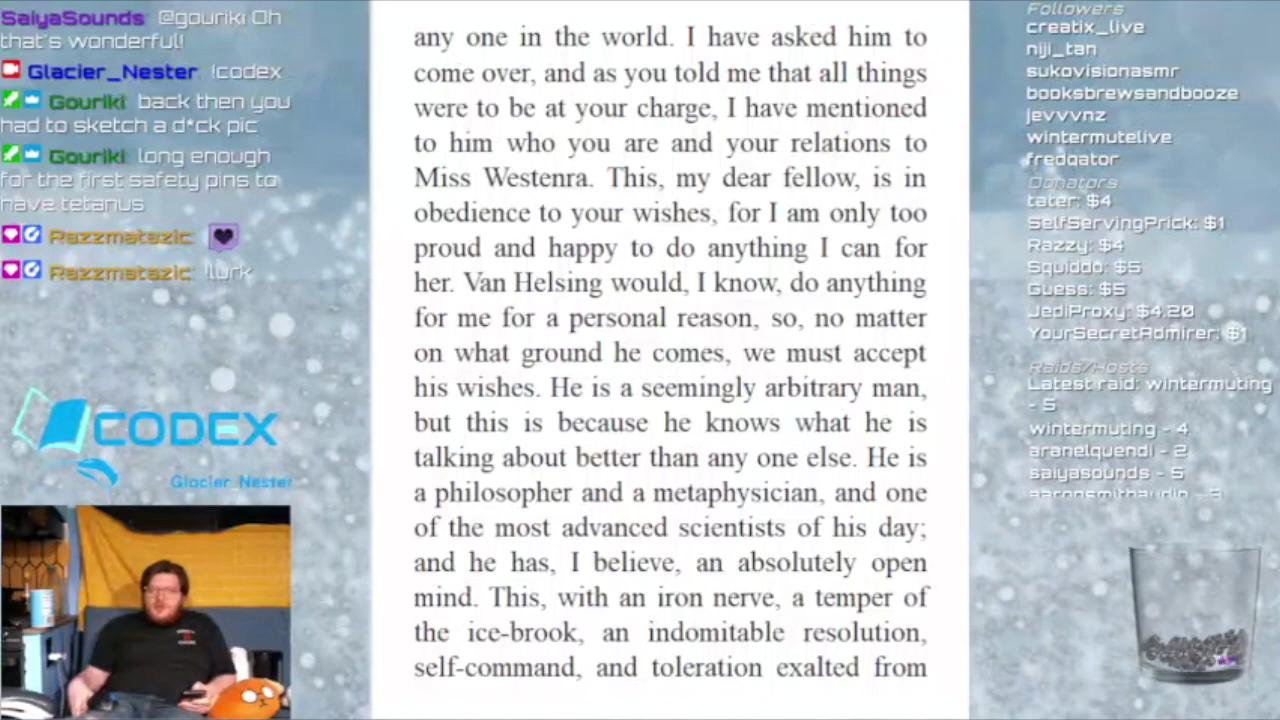 SaiyaSounds: @gouriki Oh
that's wonderful!
Glacier_Nester: !codex
Gouriki: back then you
had to sketch a d*ck pic
Gouriki: long enough
for the first safety pins to
have tetanus
Razzmatazic:
Razzmatazic: !lurk
CODEX
Glacier_Nester
any one in the world. I have asked him to
come over, and as you told me that all things
were to be at your charge, I have mentioned
to him who you are and your relations to
Miss Westenra. This, my dear fellow, is in
obedience to your wishes, for I am only too
proud and happy to do anything I can for
her. Van Helsing would, I know, do anything
for me for a personal reason, so, no matter
on what ground he comes, we must accept
his wishes. He is a seemingly arbitrary man,
but this is because he knows what he is
talking about better than any one else. He is
a philosopher and a metaphysician, and one
of the most advanced scientists of his day;
and he has, I believe, an absolutely open
mind. This, with an iron nerve, a temper of
the ice-brook, an indomitable resolution,
self-command, and toleration exalted from
Followers
creatix_live
niji_tan
sukovisionasmr
booksbrewsandbooze
jevvvnz
wintermutelive
fredgator
Donators
tater: $4
SelfServingPrick: $1
Razzy: $4
Squiddo: $5
Guess: $5
JediProxy: $4.20
YourSecretAdmirer: $1
Raids/Hosts
Latest raid: wintermuting
- 5
wintermuting - 4
aranelquendi - 2
saiyasounds - 5